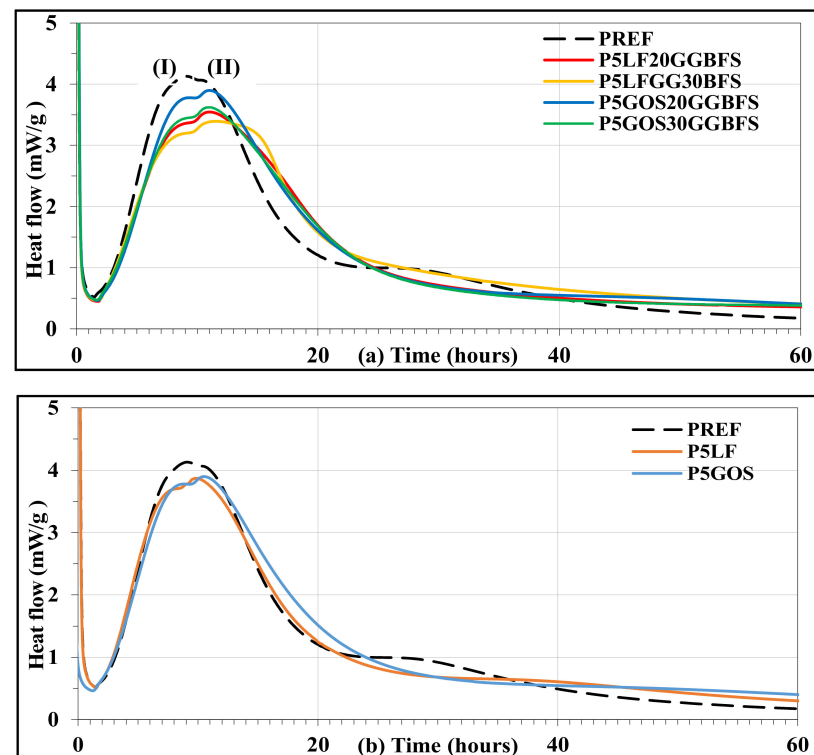 5
4
3
2
1
0
Heat flow (mW/g)
(I) (II)
PREF
P5LF20GGBFS
P5LFGG30BFS
P5GOS20GGBFS
P5GOS30GGBFS
0 20 40 60
(a) Time (hours)
5
4
3
2
1
0
Heat flow (mW/g)
PREF
P5LF
P5GOS
0 20 40 60
(b) Time (hours)